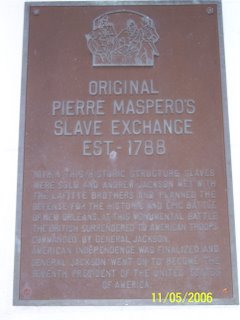 ORIGINAL
PIERRE MASPERO'S
SLAVE EXCHANGE
EST. - 1788
WITHIN THIS HISTORIC STRUCTURE SLAVES
WERE SOLD AND ANDREW JACKSON MET WITH
THE LAFITTE BROTHERS AND PLANNED THE
DEFENSE FOR THE HISTORIC AND EPIC BATTLE
OF NEW ORLEANS. AT THIS MONUMENTAL BATTLE
THE BRITISH SURRENDERED TO AMERICAN TROOPS
COMMANDED BY GENERAL JACKSON.
AMERICAN INDEPENDENCE WAS FINALIZED AND
GENERAL JACKSON WENT ON TO BECOME THE
SEVENTH PRESIDENT OF THE UNITED STATES
OF AMERICA.
11/05/2006